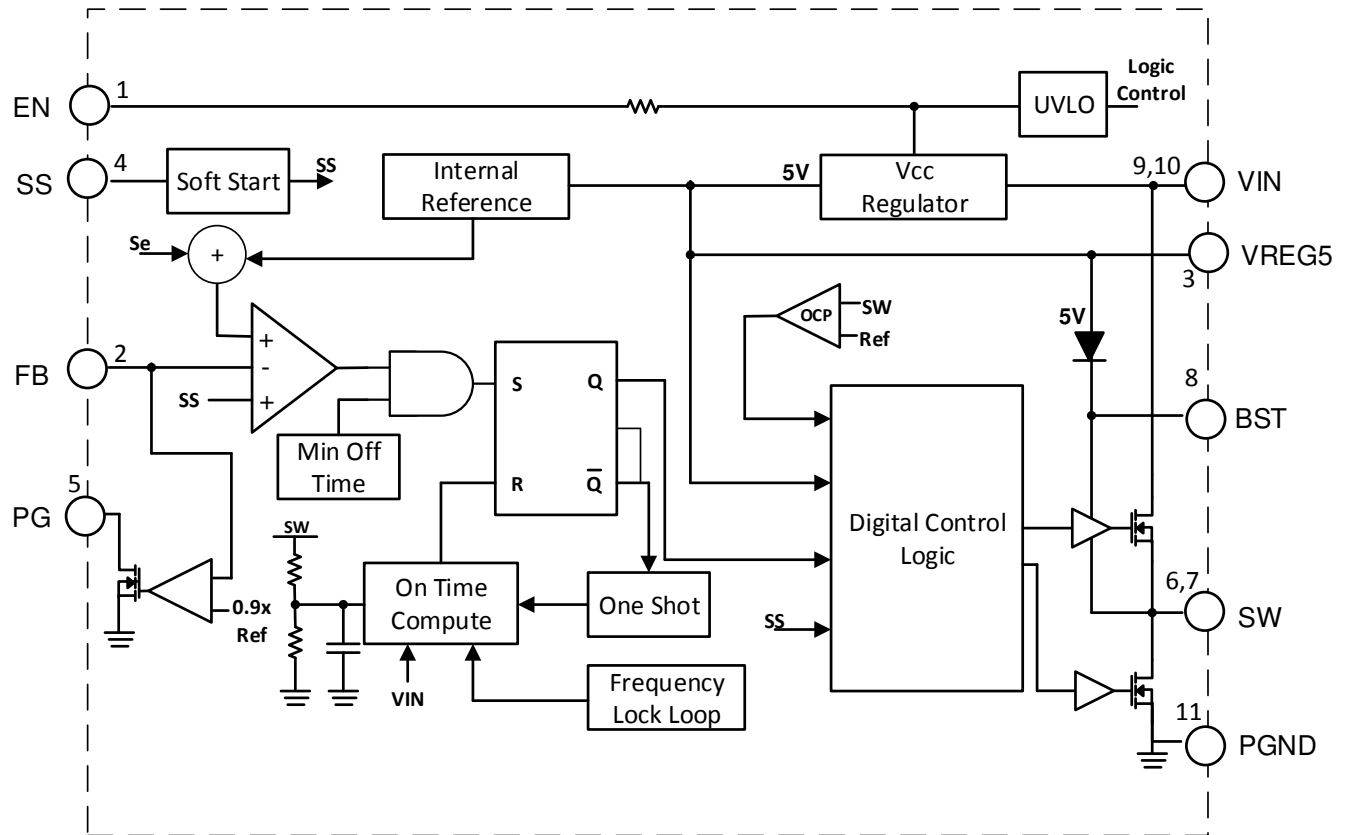 1
EN
UVLO
Logic
Control
4
SS
Soft Start
SS
Internal
Reference
5V
Vcc
Regulator
9,10
VIN
Se
+
VREG5
3
OCP
SW
Ref
5V
2
FB
+
-
SS
+
S
Q
R
Q
Min Off
Time
8
BST
5
PG
0.9x
Ref
SW
On Time
Compute
One Shot
VIN
Frequency
Lock Loop
Digital Control
Logic
SS
6,7
SW
11
PGND